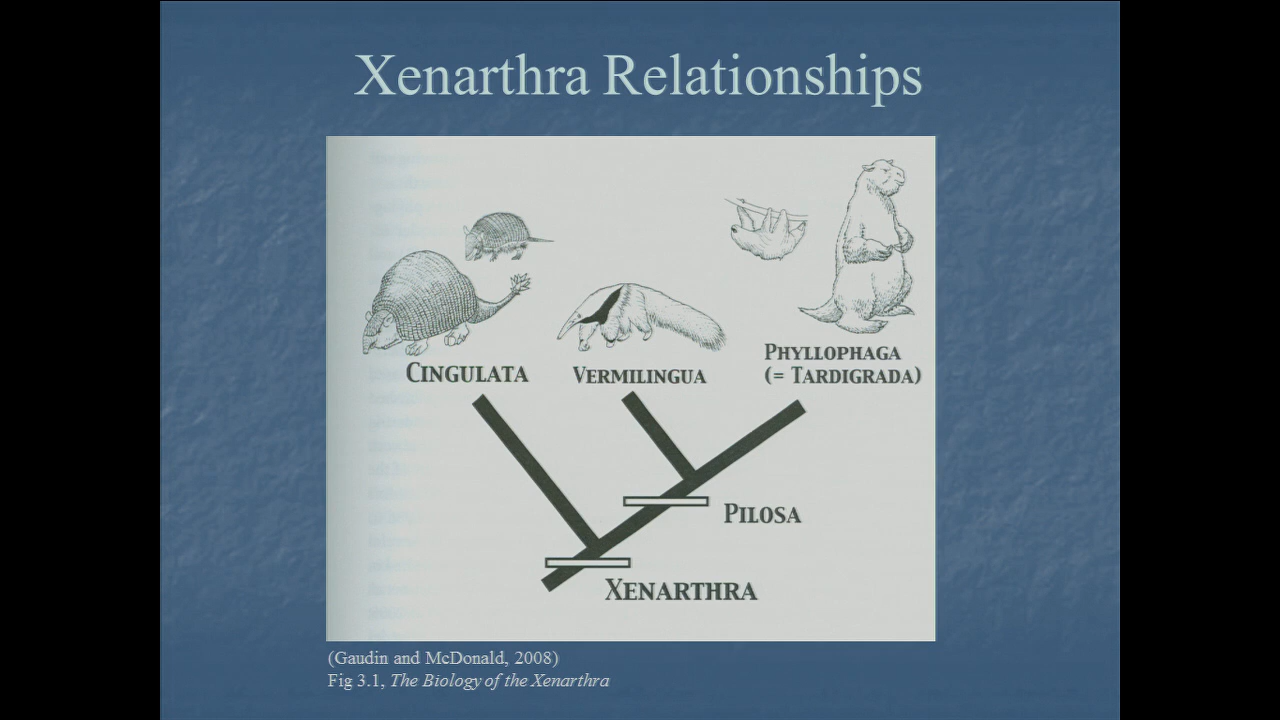 Xenarthra Relationships
CINGULATA
VERMILINGUA
PHYLLOPHAGA
(= TARDIGRADA)
PILOSA
XENARTHRA
(Gaudin and McDonald, 2008)
Fig 3.1, The Biology of the Xenarthra